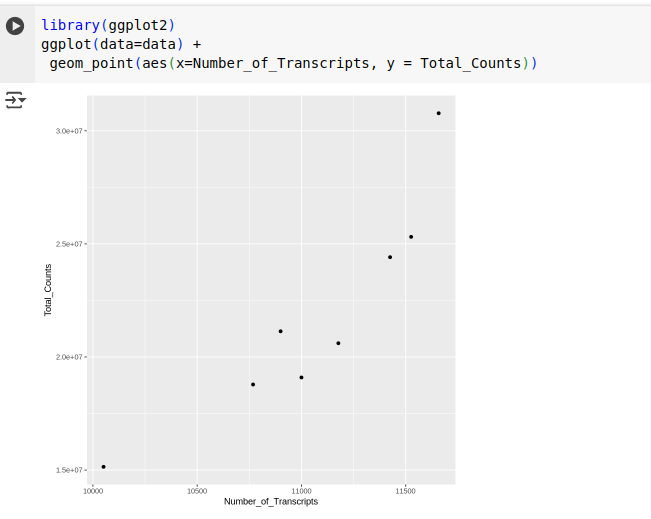 library(ggplot2)
ggplot(data=data) +
geom_point(aes(x=Number_of_Transcripts, y = Total_Counts))
3.0e+07
2.5e+07
Total_Counts
2.0e+07
1.5e+07
10000 10500 11000 11500
Number_of_Transcripts